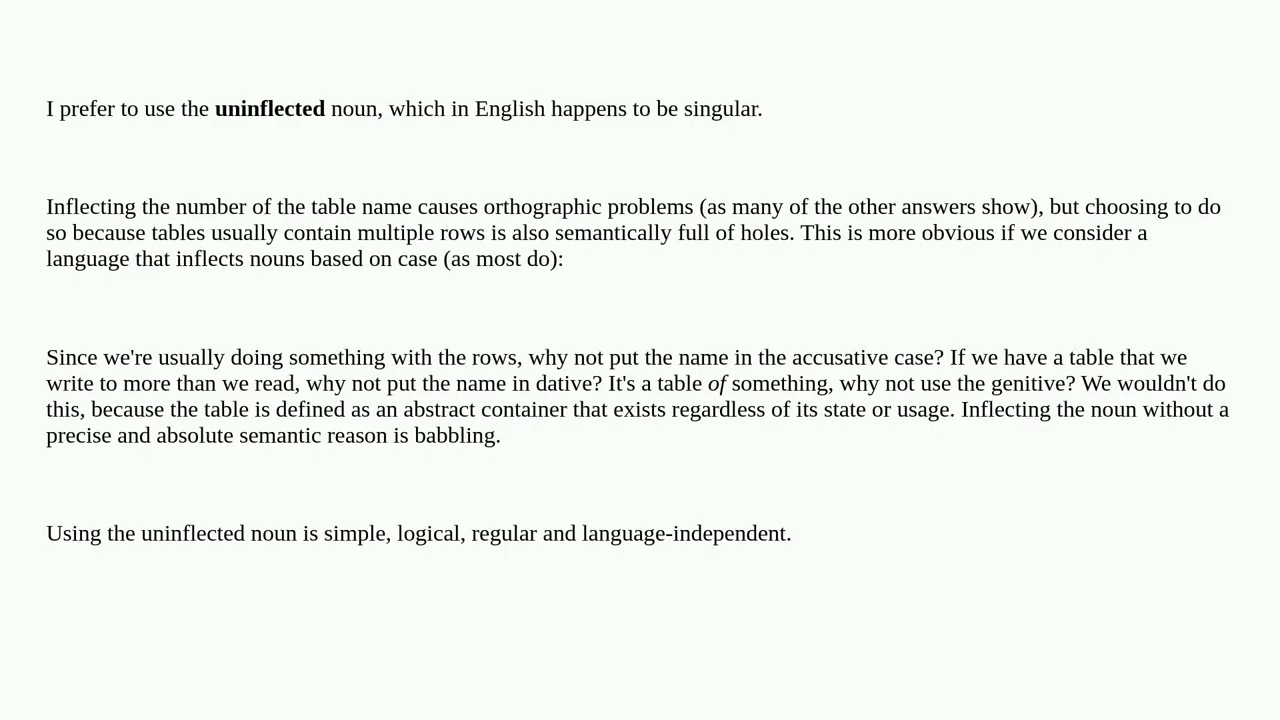 I prefer to use the uninflected noun, which in English happens to be singular.
Inflecting the number of the table name causes orthographic problems (as many of the other answers show), but choosing to do
so because tables usually contain multiple rows is also semantically full of holes. This is more obvious if we consider a
language that inflects nouns based on case (as most do):
Since we're usually doing something with the rows, why not put the name in the accusative case? If we have a table that we
write to more than we read, why not put the name in dative? It's a table of something, why not use the genitive? We wouldn't do
this, because the table is defined as an abstract container that exists regardless of its state or usage. Inflecting the noun without a
precise and absolute semantic reason is babbling.
Using the uninflected noun is simple, logical, regular and language-independent.